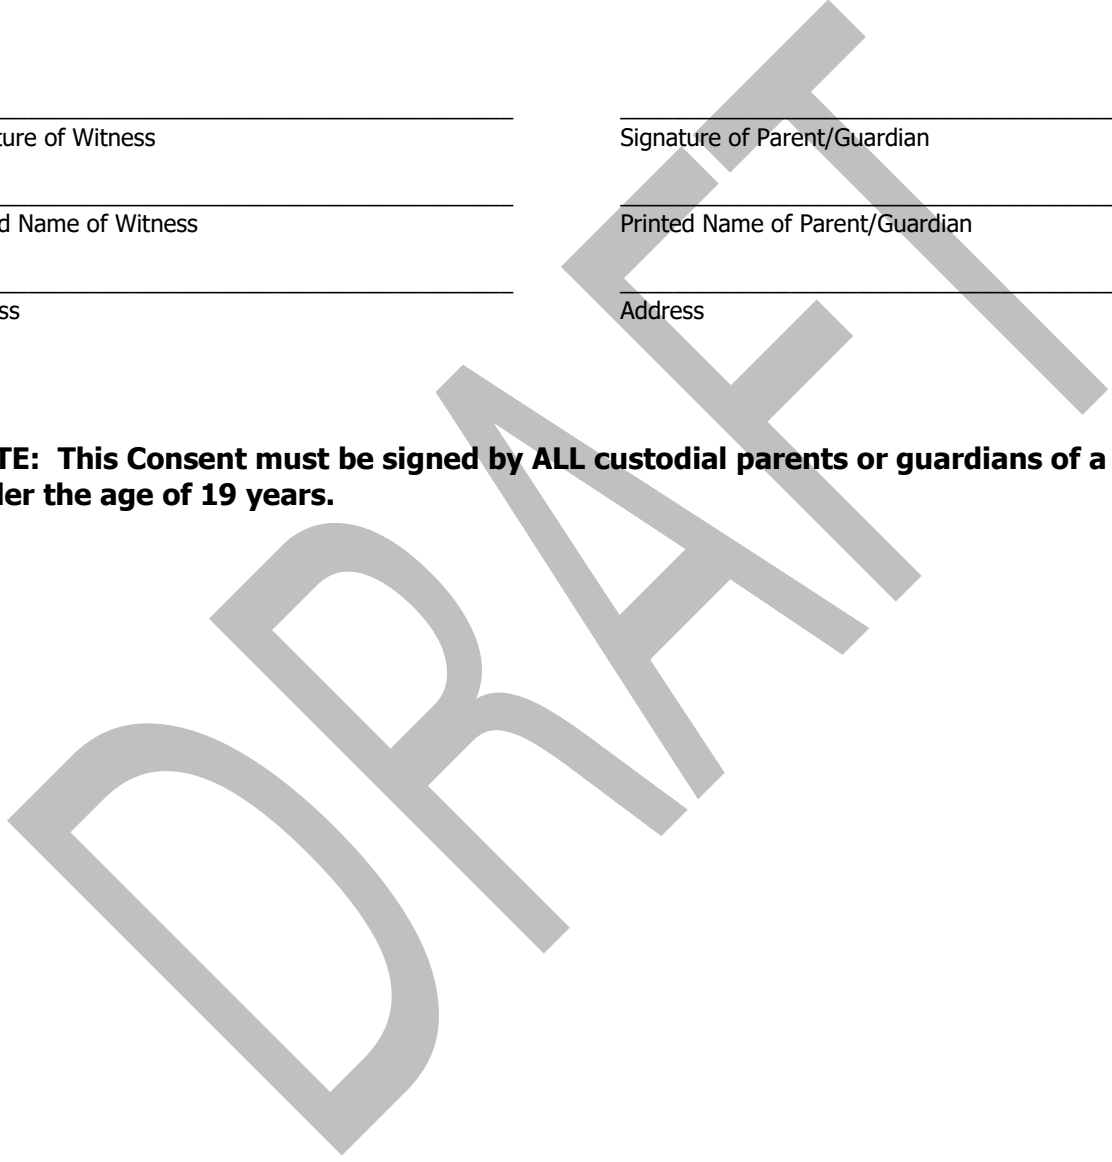 ture of Witness Signature of Parent/Guardian
d Name of Witness Printed Name of Parent/Guardian
ss Address
TE: This Consent must be signed by ALL custodial parents or guardians of a
der the age of 19 years.
DRAFT